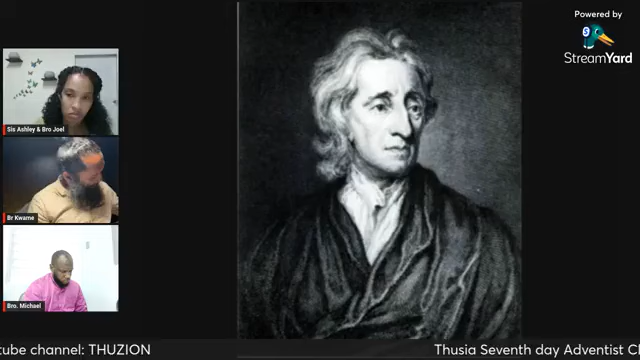 Powered by
StreamYard
Sis Ashley & Bro Joel
Br Kwame
Bro. Michael
tube channel: THUZION
Thusia Seventh day Adventist